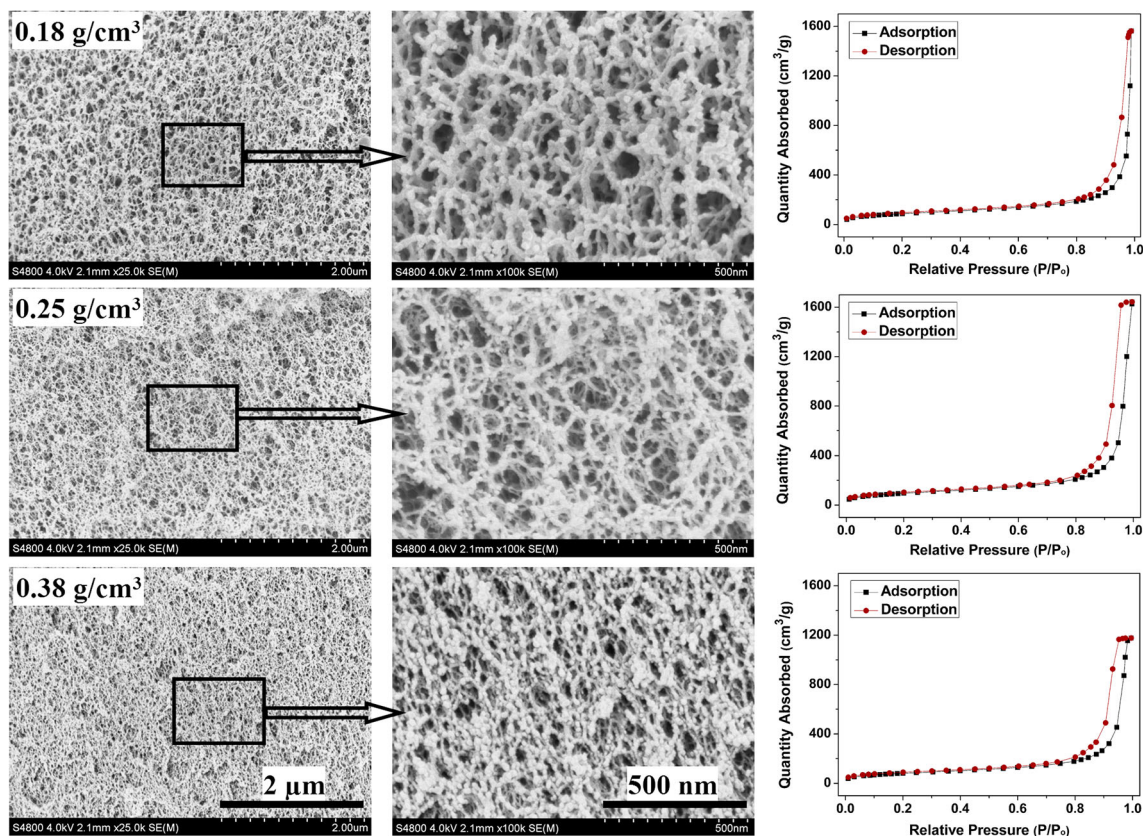 0.18 g/cm³
S4800 4.0kV 2.1mm x25.0k SE(M)
2.00um
S4800 4.0kV 2.1mm x100k SE(M)
500nm
1600
1200
800
400
0
Quantity Absorbed (cm³/g)
Adsorption
Desorption
0.0 0.2 0.4 0.6 0.8 1.0
Relative Pressure (P/Po)
0.25 g/cm³
S4800 4.0kV 2.1mm x25.0k SE(M)
2.00um
S4800 4.0kV 2.1mm x100k SE(M)
500nm
1600
1200
800
400
0
Quantity Absorbed (cm³/g)
Adsorption
Desorption
0.0 0.2 0.4 0.6 0.8 1.0
Relative Pressure (P/Po)
0.38 g/cm³
2 µm
S4800 4.0kV 2.1mm x25.0k SE(M)
2.00um
500 nm
S4800 4.0kV 2.1mm x100k SE(M)
500nm
1600
1200
800
400
0
Quantity Absorbed (cm³/g)
Adsorption
Desorption
0.0 0.2 0.4 0.6 0.8 1.0
Relative Pressure (P/Po)